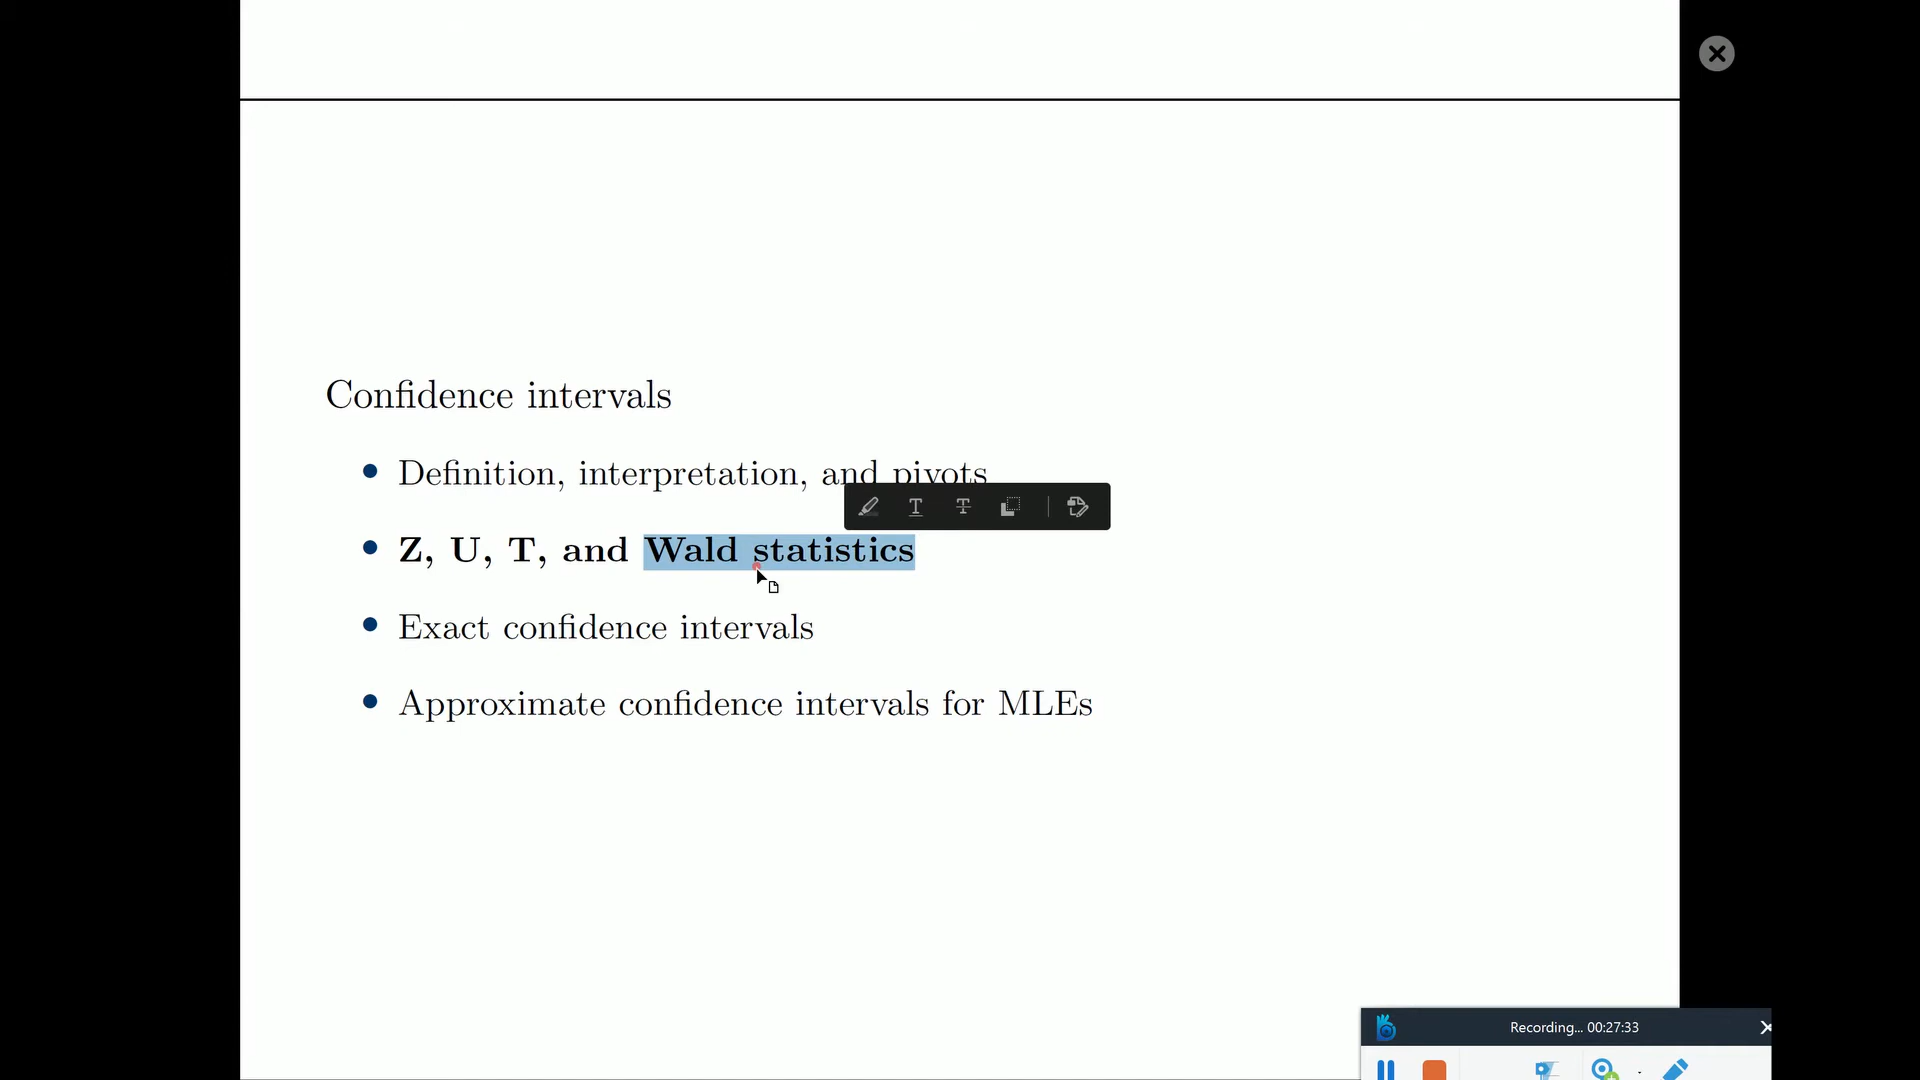 Confidence intervals
• Definition, interpretation, and pivots
• Z, U, T, and Wald statistics
• Exact confidence intervals
• Approximate confidence intervals for MLEs
Recording... 00:27:33